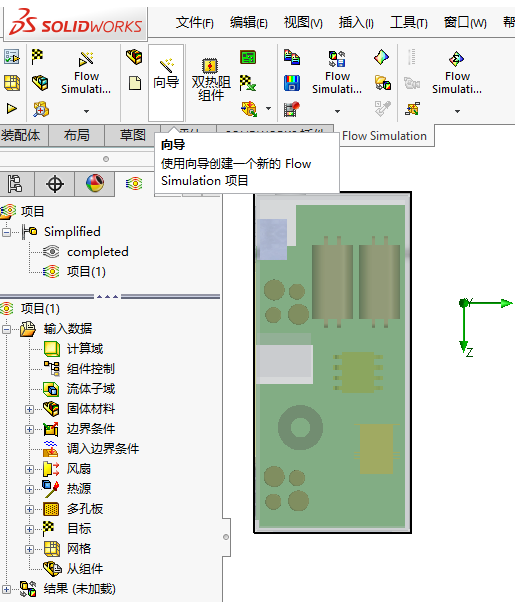 SOLIDWORKS
文件(F) 编辑(E) 视图(V) 插入(I) 工具(T) 窗口(W) 帮
Flow Simulati...
向导
双热阻组件
Flow Simulati...
Flow Simulati...
装配体 布局 草图 SOLIDWORKS 插件 Flow Simulation
向导
使用向导创建一个新的 Flow
Simulation 项目
项目
Simplified
completed
项目(1)
项目(1)
输入数据
计算域
组件控制
流体子域
固体材料
边界条件
调入边界条件
风扇
热源
多孔板
目标
网格
从组件
结果 (未加载)
Y
Z